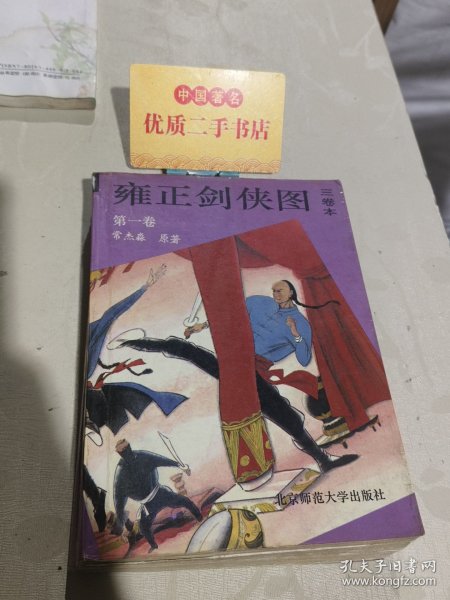 中国著名
优质二手书店
雍正剑侠图
三卷本
第一卷
常杰淼 原著
北京师范大学出版社
孔夫子旧书网
www.kongfz.com